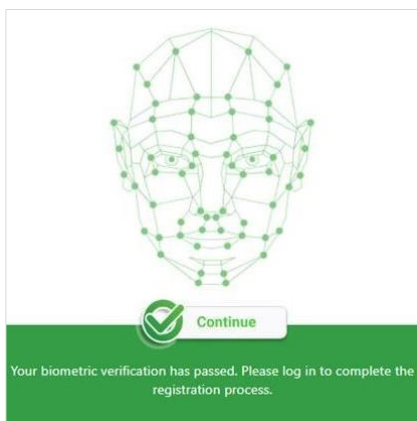 Continue
Your biometric verification has passed. Please log in to complete the
registration process.